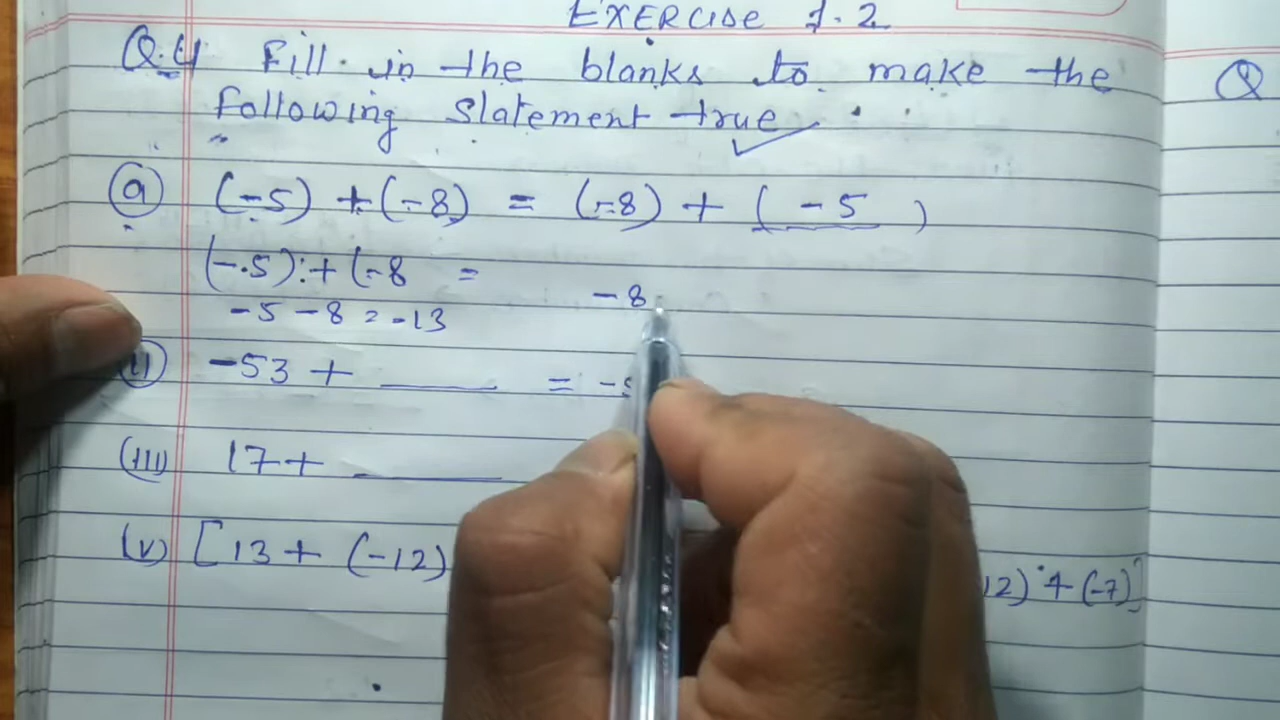 EXERCISE 1.2
Q.4 Fill in the blanks to make the
following statement true
Q
(a) (-5) + (-8) = (-8) + ( -5 )
(-5) + (-8 =
-8
-5 -8 = -13
(ii) -53 + ______ =
(iii) 17 + ______
(v) [13 + (-12) 12) + (-7)]